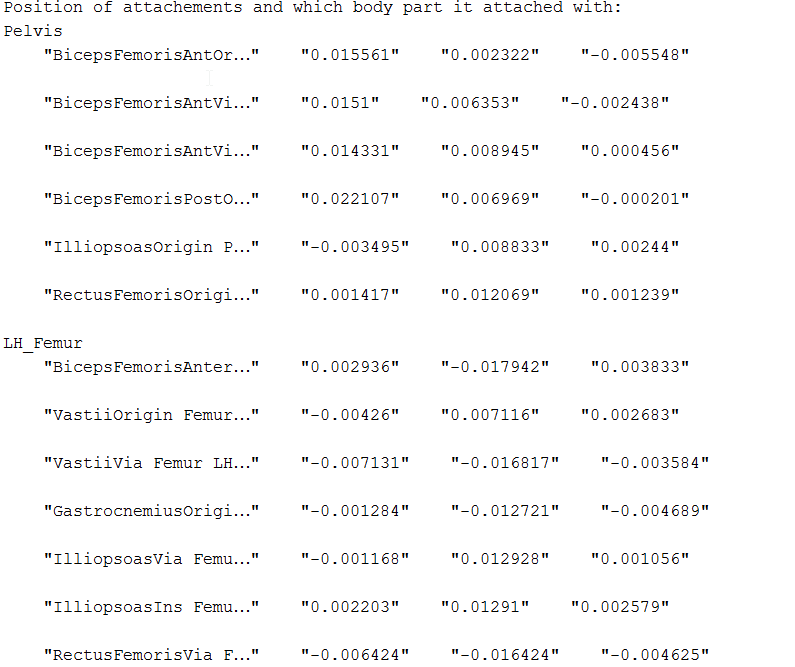 Position of attachements and which body part it attached with:
Pelvis
"BicepsFemorisAntOr..." "0.015561" "0.002322" "-0.005548"
"BicepsFemorisAntVi..." "0.0151" "0.006353" "-0.002438"
"BicepsFemorisAntVi..." "0.014331" "0.008945" "0.000456"
"BicepsFemorisPostO..." "0.022107" "0.006969" "-0.000201"
"IlliopsoasOrigin P..." "-0.003495" "0.008833" "0.00244"
"RectusFemorisOrigi..." "0.001417" "0.012069" "0.001239"
LH_Femur
"BicepsFemorisAnter..." "0.002936" "-0.017942" "0.003833"
"VastiiOrigin Femur..." "-0.00426" "0.007116" "0.002683"
"VastiiVia Femur LH..." "-0.007131" "-0.016817" "-0.003584"
"GastrocnemiusOrigi..." "-0.001284" "-0.012721" "-0.004689"
"IlliopsoasVia Femu..." "-0.001168" "0.012928" "0.001056"
"IlliopsoasIns Femu..." "0.002203" "0.01291" "0.002579"
"RectusFemorisVia F..." "-0.006424" "-0.016424" "-0.004625"